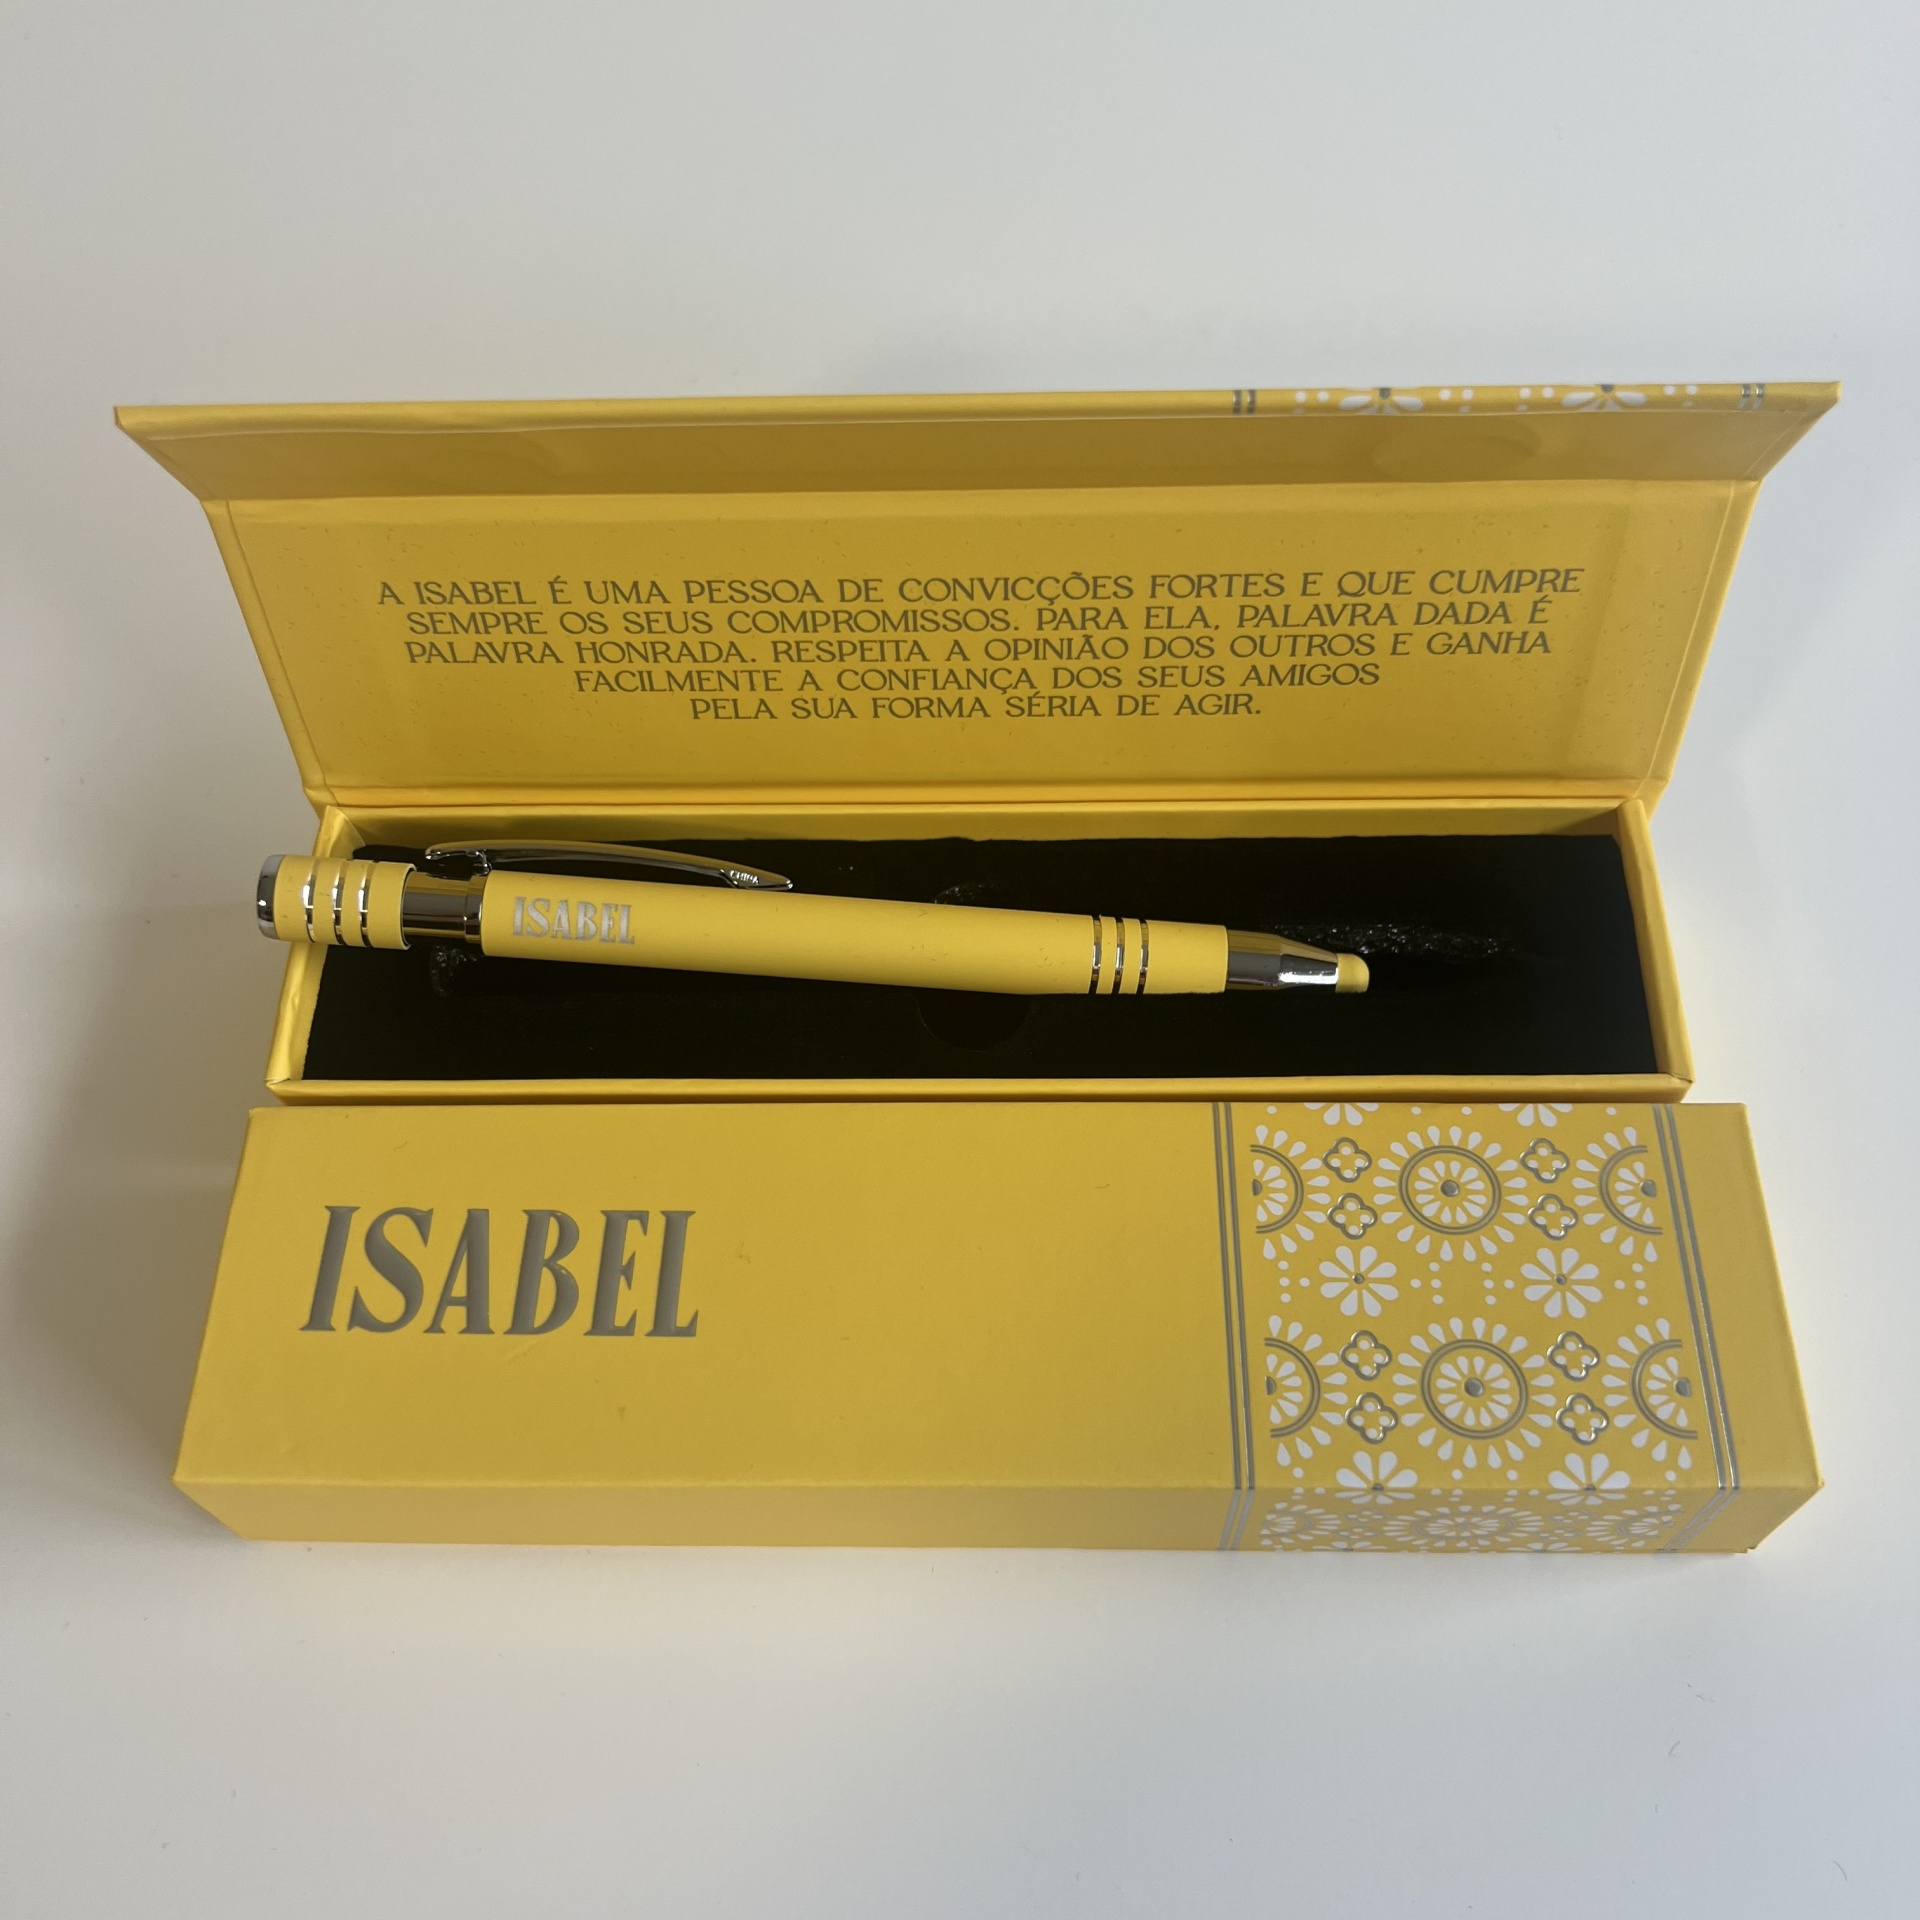 A ISABEL É UMA PESSOA DE CONVICÇÕES FORTES E QUE CUMPRE
SEMPRE OS SEUS COMPROMISSOS. PARA ELA, PALAVRA DADA É
PALAVRA HONRADA. RESPEITA A OPINIÃO DOS OUTROS E GANHA
FACILMENTE A CONFIANÇA DOS SEUS AMIGOS
PELA SUA FORMA SÉRIA DE AGIR.
CHINA
ISABEL
ISABEL